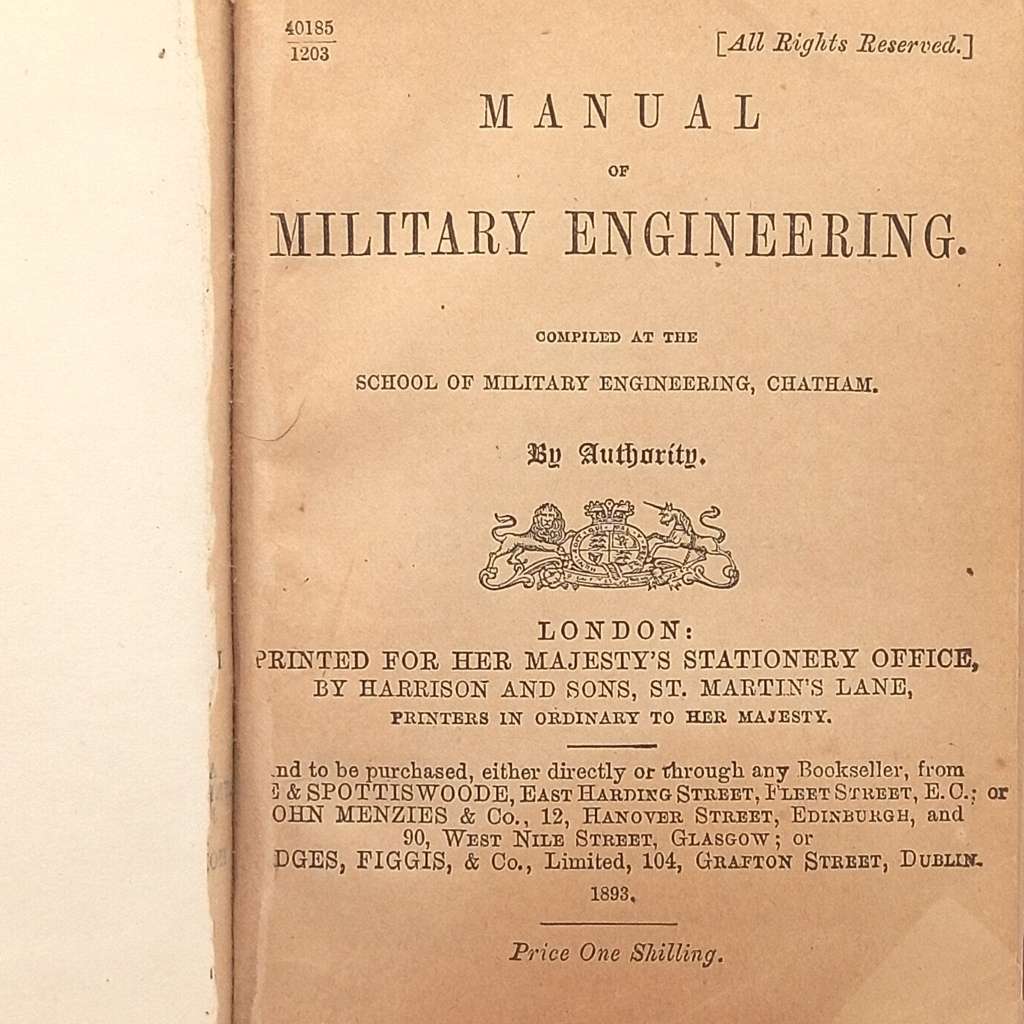 40185
1203
[All Rights Reserved.]
MANUAL
OF
MILITARY ENGINEERING.
COMPILED AT THE
SCHOOL OF MILITARY ENGINEERING, CHATHAM.
By Authority.
LONDON:
PRINTED FOR HER MAJESTY'S STATIONERY OFFICE,
BY HARRISON AND SONS, ST. MARTIN'S LANE,
PRINTERS IN ORDINARY TO HER MAJESTY.
nd to be purchased, either directly or through any Bookseller, from
& SPOTTISWOODE, EAST HARDING STREET, FLEET STREET, E.C.; or
OHN MENZIES & Co., 12, HANOVER STREET, EDINBURGH, and
90, WEST NILE STREET, GLASGOW; or
DGES, FIGGIS, & Co., Limited, 104, GRAFTON STREET, DUBLIN.
1893.
Price One Shilling.